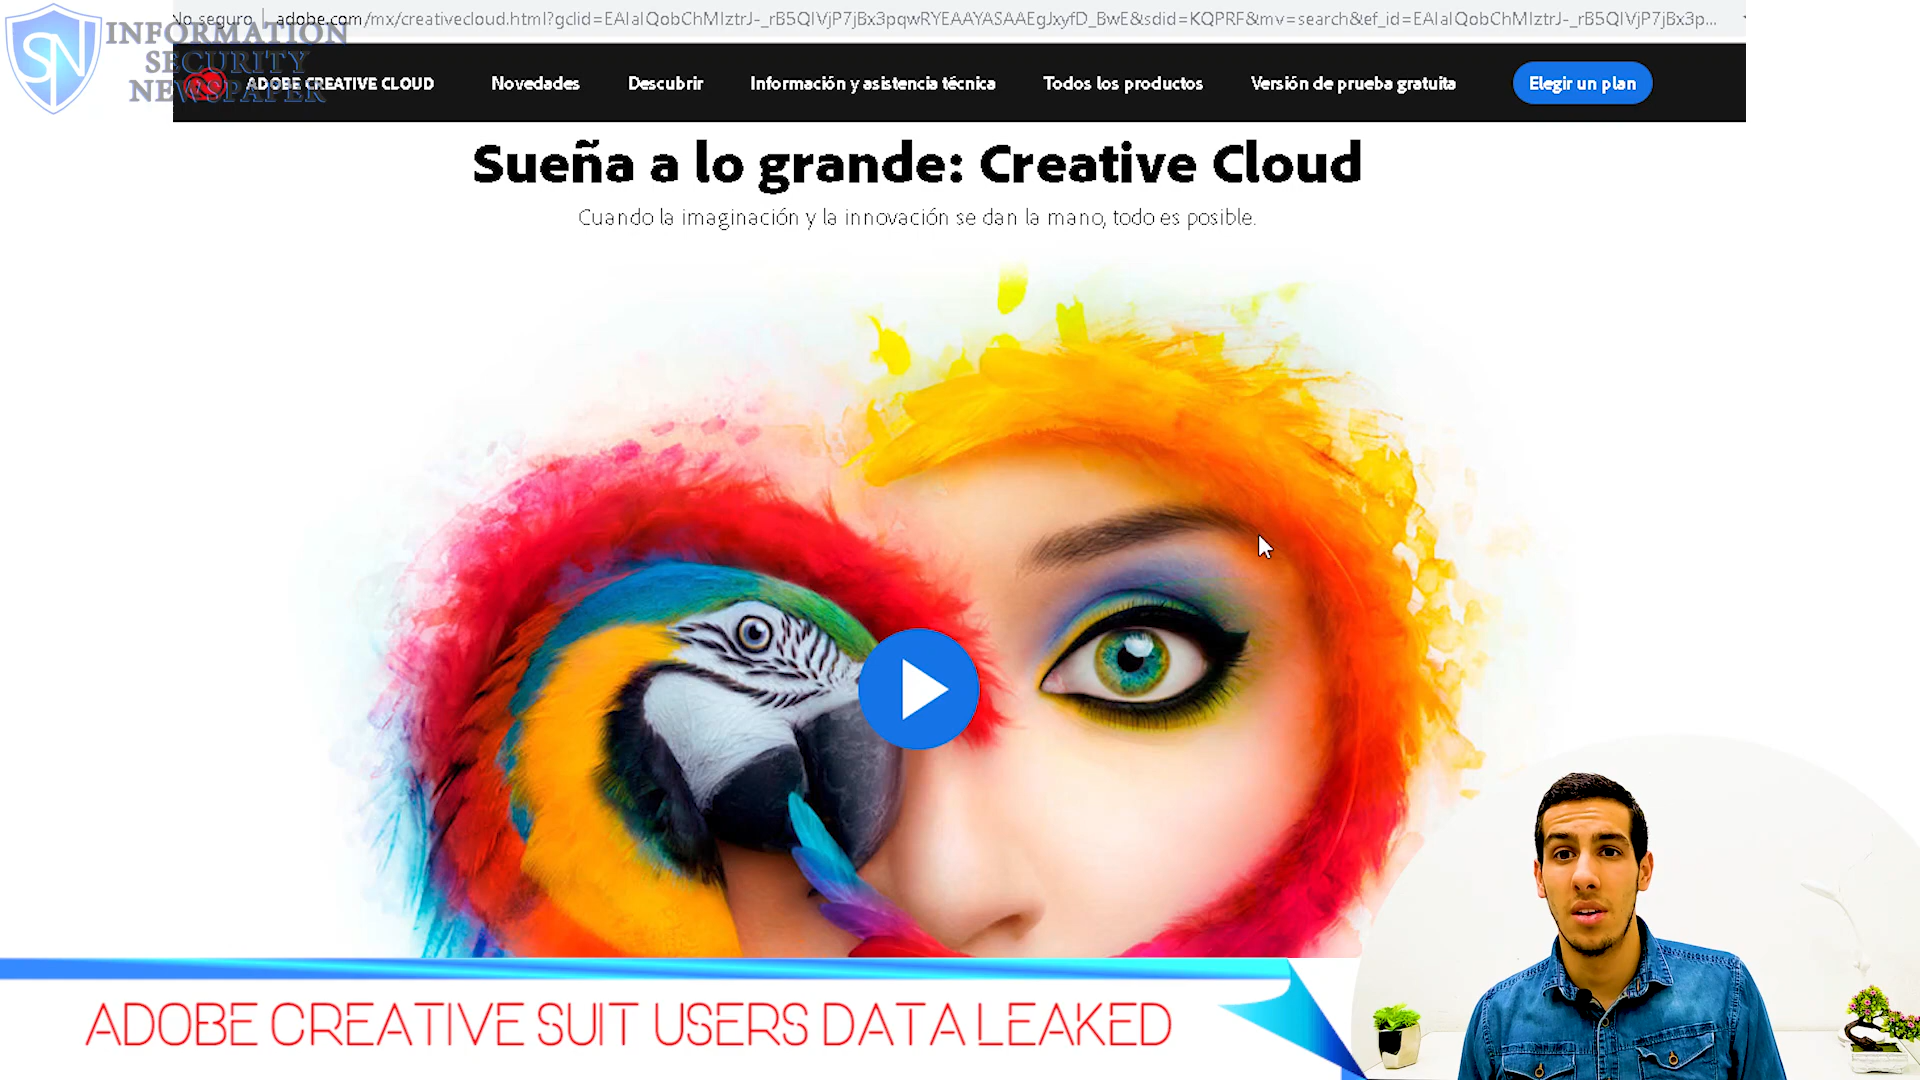 INFORMATION
SECURITY
NEWSPAPER
SN
No seguro | adobe.com/mx/creativecloud.html?gclid=EAIaIQobChMIztrJ-_rB5QIVjP7jBx3pqwRYEAAYASAAEgJxyfD_BwE&sdid=KQPRF&mv=search&ef_id=EAIaIQobChMIztrJ-_rB5QIVjP7jBx3p...
ADOBE CREATIVE CLOUD Novedades Descubrir Información y asistencia técnica Todos los productos Versión de prueba gratuita Elegir un plan
Sueña a lo grande: Creative Cloud
Cuando la imaginación y la innovación se dan la mano, todo es posible.
ADOBE CREATIVE SUIT USERS DATA LEAKED